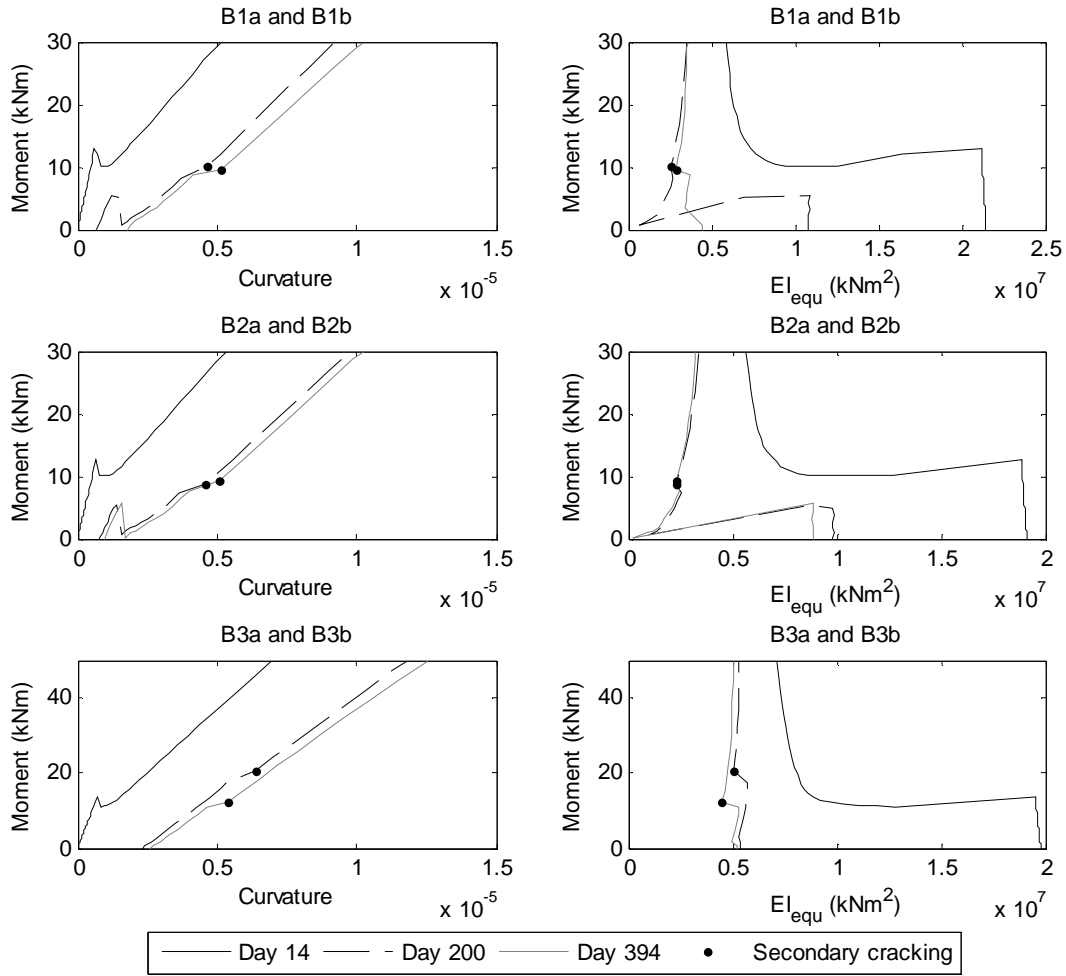 B1a and B1b
B1a and B1b
30
20
10
0
Moment (kNm)
0
0.5
1
1.5
Curvature
x 10^-5
30
20
10
0
Moment (kNm)
0
0.5
1
1.5
2
2.5
EI_equ (kNm²)
x 10^7
B2a and B2b
B2a and B2b
30
20
10
0
Moment (kNm)
0
0.5
1
1.5
Curvature
x 10^-5
30
20
10
0
Moment (kNm)
0
0.5
1
1.5
2
EI_equ (kNm²)
x 10^7
B3a and B3b
B3a and B3b
40
20
0
Moment (kNm)
0
0.5
1
1.5
Curvature
x 10^-5
40
20
0
Moment (kNm)
0
0.5
1
1.5
2
EI_equ (kNm²)
x 10^7
Day 14 Day 200 Day 394 Secondary cracking